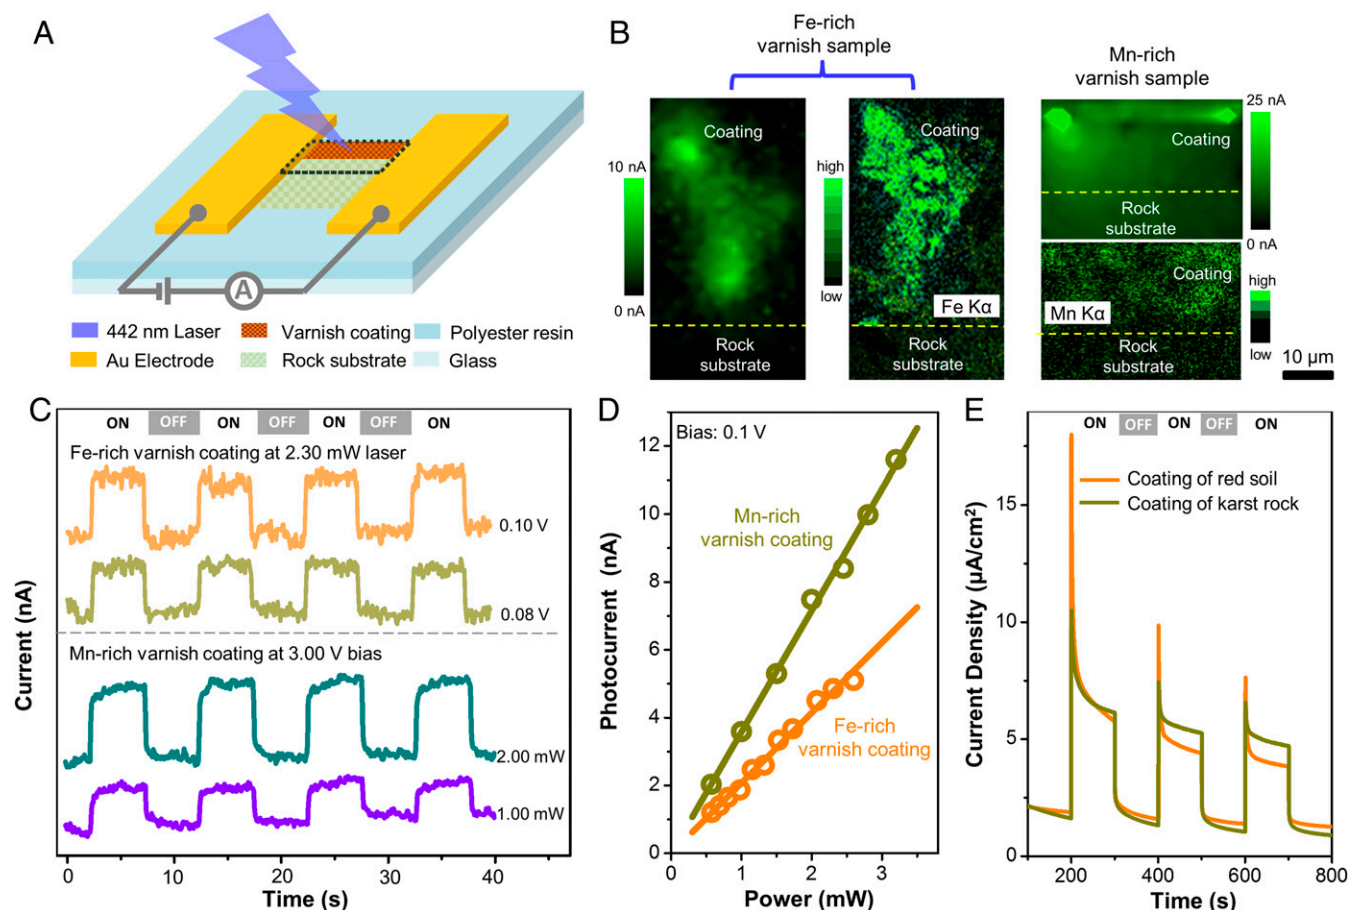 A
A
442 nm Laser
Varnish coating
Polyester resin
Au Electrode
Rock substrate
Glass
B
Fe-rich
varnish sample
Mn-rich
varnish sample
10 nA
0 nA
Coating
Rock
substrate
high
low
Coating
Fe Kα
Rock
substrate
25 nA
0 nA
Coating
Rock
substrate
high
low
Coating
Mn Kα
Rock
substrate
10 μm
C
ON OFF ON OFF ON OFF ON
Fe-rich varnish coating at 2.30 mW laser
0.10 V
0.08 V
Mn-rich varnish coating at 3.00 V bias
2.00 mW
1.00 mW
Current (nA)
0 10 20 30 40
Time (s)
D
Bias: 0.1 V
Mn-rich
varnish coating
Fe-rich
varnish coating
Photocurrent (nA)
12
10
8
6
4
2
0
0 1 2 3
Power (mW)
E
ON OFF ON OFF ON
Coating of red soil
Coating of karst rock
Current Density (μA/cm²)
15
10
5
0
200 400 600 800
Time (s)